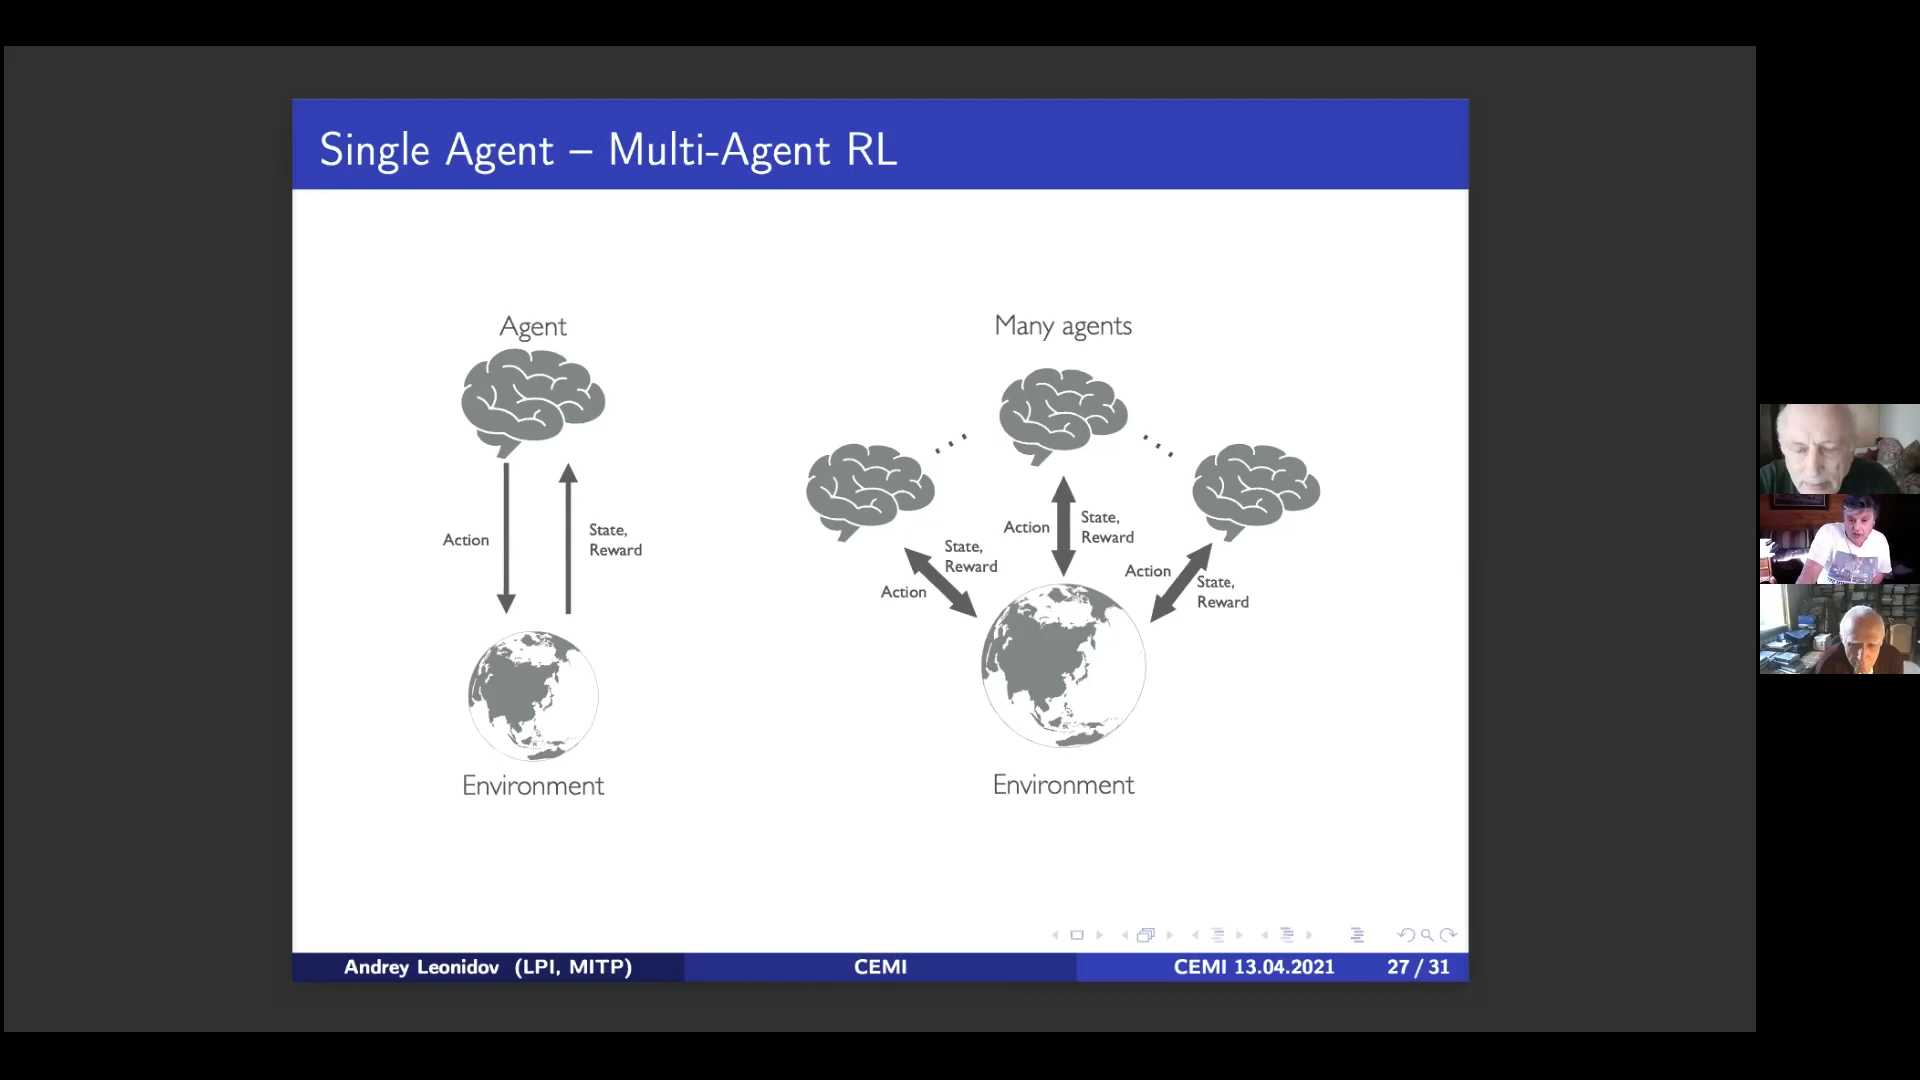 Single Agent – Multi-Agent RL
Agent
Action
State,
Reward
Environment
Many agents
Action
State,
Reward
State,
Reward
Action
Action
State,
Reward
Environment
Andrey Leonidov (LPI, MITP)
CEMI
CEMI 13.04.2021
27 / 31